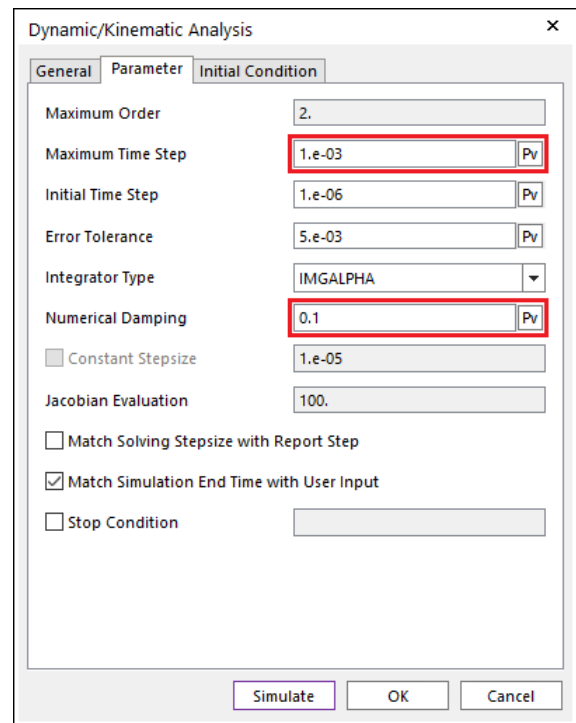 Dynamic/Kinematic Analysis
General Parameter Initial Condition
Maximum Order 2.
Maximum Time Step 1.e-03 Pv
Initial Time Step 1.e-06 Pv
Error Tolerance 5.e-03 Pv
Integrator Type IMGALPHA
Numerical Damping 0.1 Pv
Constant Stepsize 1.e-05
Jacobian Evaluation 100.
Match Solving Stepsize with Report Step
Match Simulation End Time with User Input
Stop Condition
Simulate OK Cancel